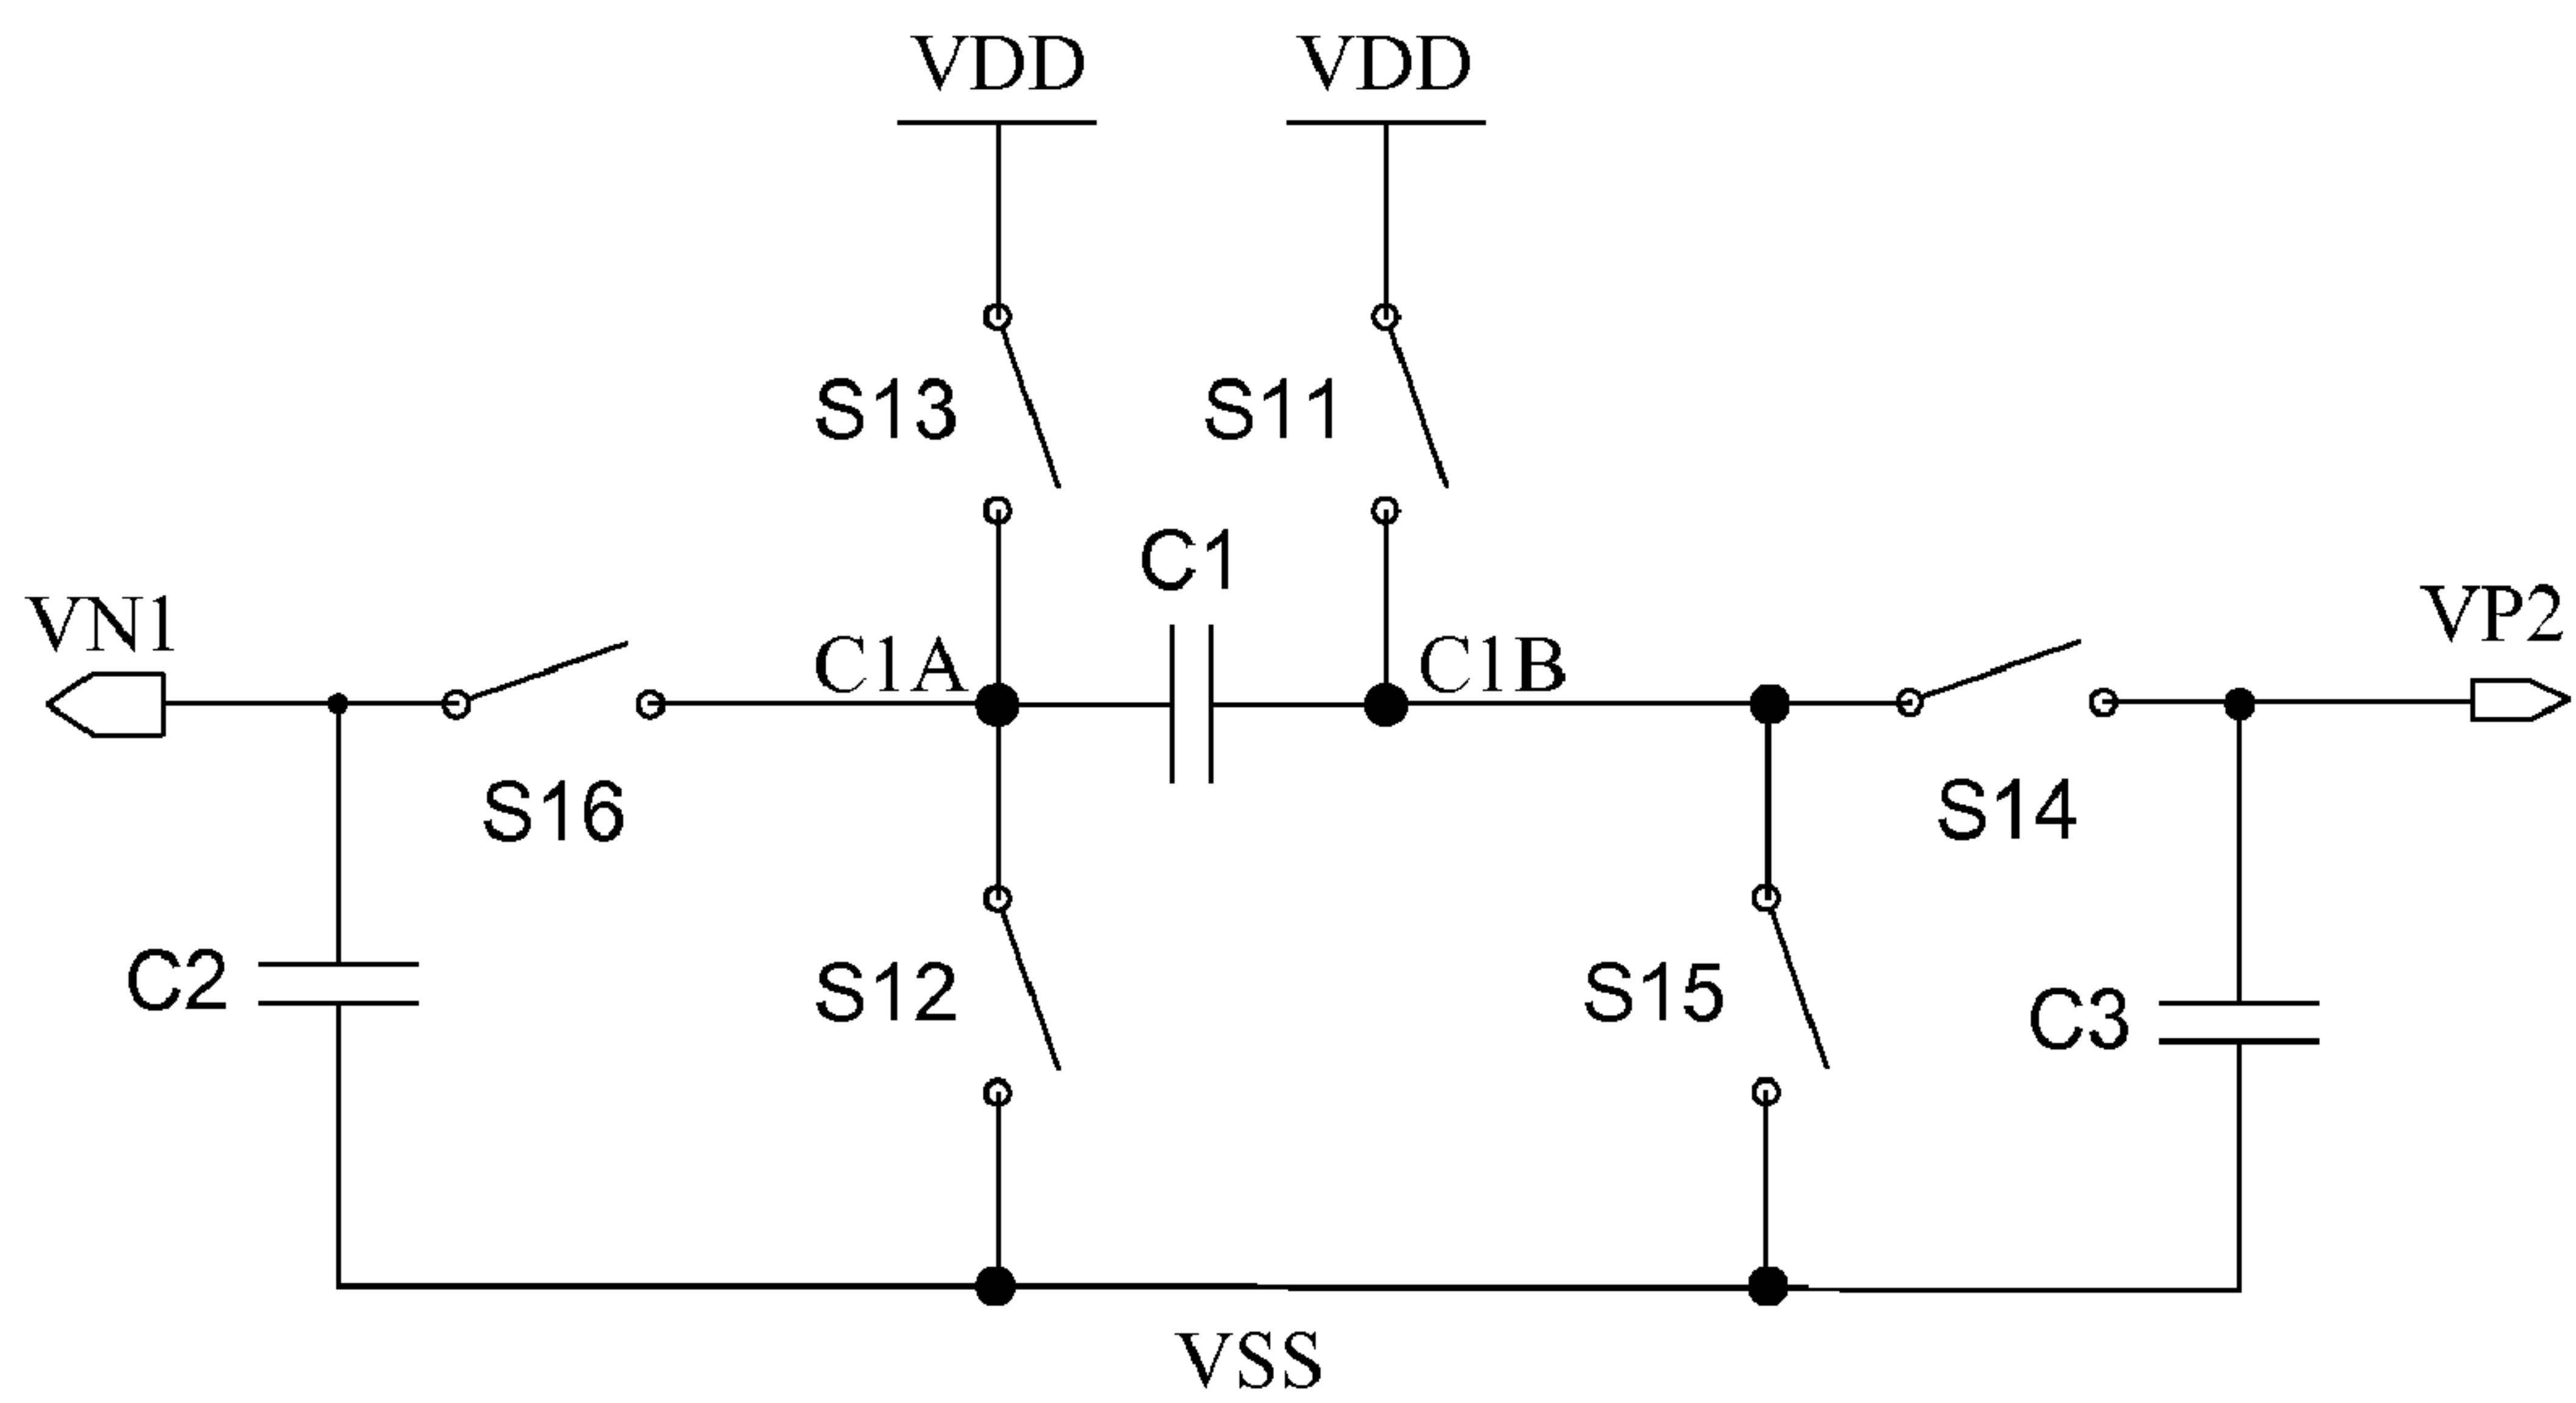 VDD
VDD
S13
S11
C1
VN1
C1A
C1B
VP2
S16
S14
C2
S12
S15
C3
VSS